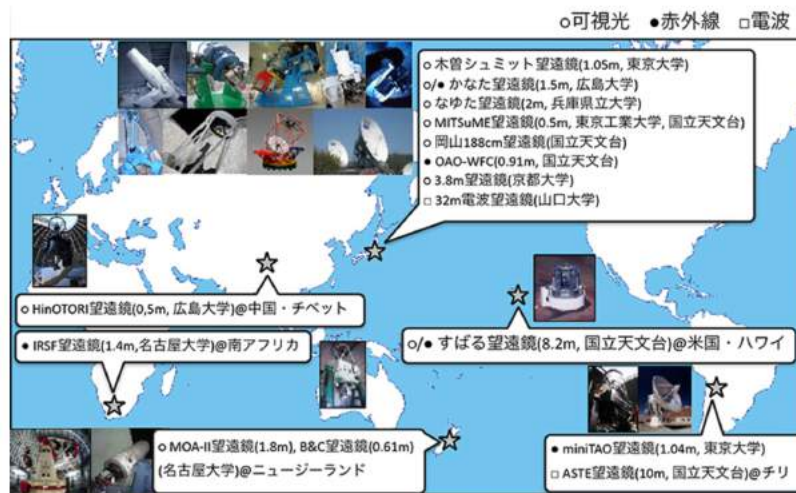 ○可視光 ●赤外線 □電波
○ 木曽シュミット望遠鏡(1.05m, 東京大学)
○/● かなた望遠鏡(1.5m, 広島大学)
○ なゆた望遠鏡(2m, 兵庫県立大学)
○ MITSuME望遠鏡(0.5m, 東京工業大学, 国立天文台)
○ 岡山188cm望遠鏡(国立天文台)
● OAO-WFC(0.91m, 国立天文台)
○ 3.8m望遠鏡(京都大学)
□ 32m電波望遠鏡(山口大学)
○ HinOTORI望遠鏡(0,5m, 広島大学)@中国・チベット
● IRSF望遠鏡(1.4m,名古屋大学)@南アフリカ
○/● すばる望遠鏡(8.2m, 国立天文台)@米国・ハワイ
○ MOA-II望遠鏡(1.8m), B&C望遠鏡(0.61m)
(名古屋大学)@ニュージーランド
● miniTAO望遠鏡(1.04m, 東京大学)
□ ASTE望遠鏡(10m, 国立天文台)@チリ